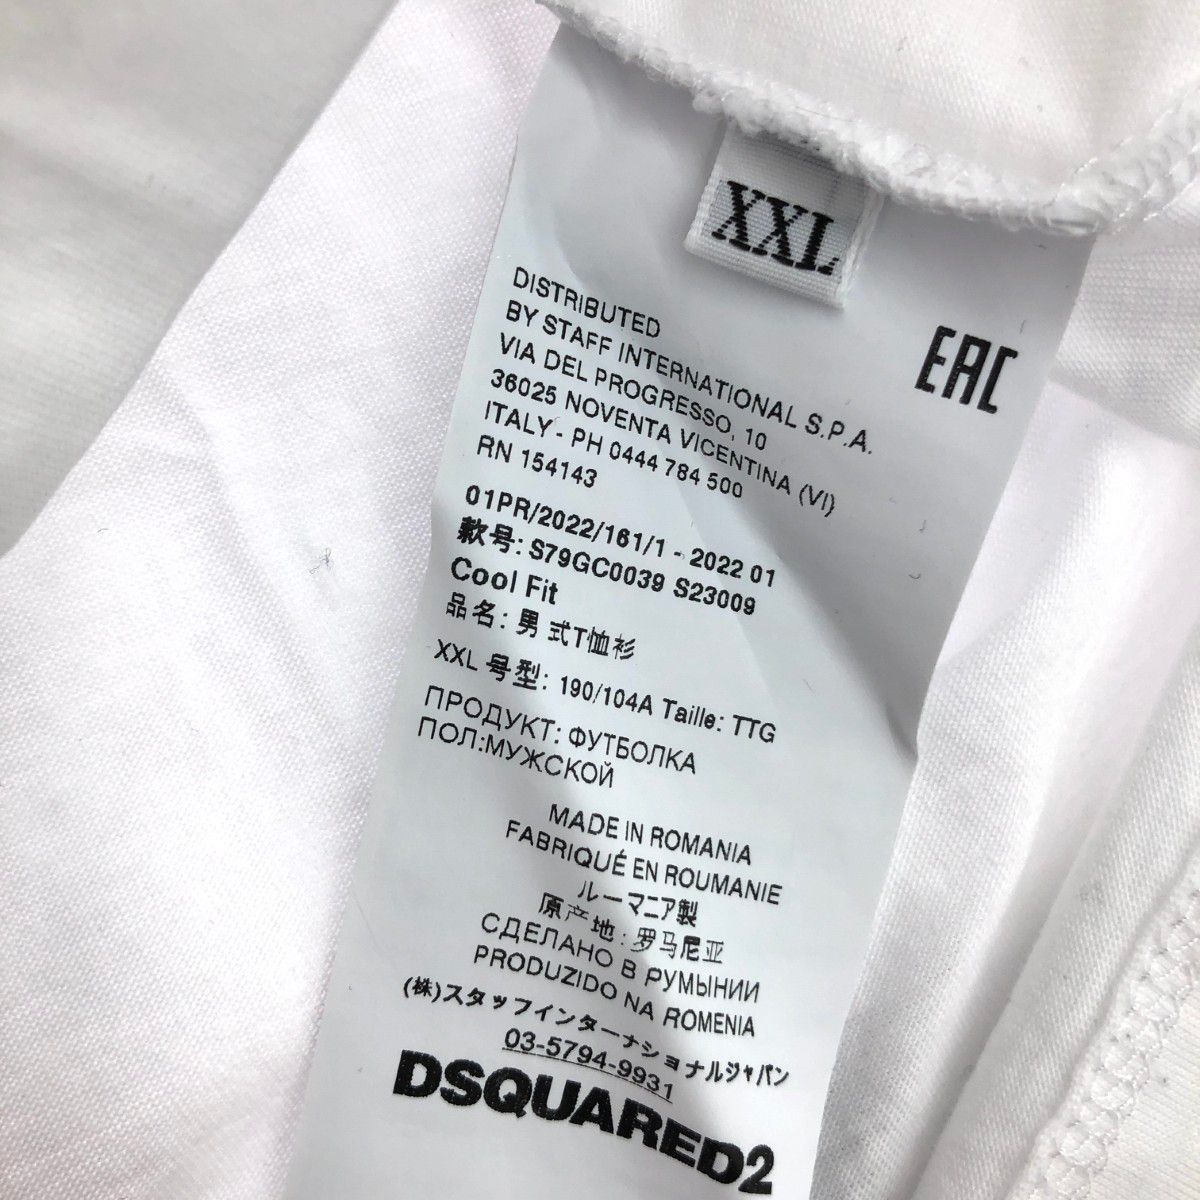 XXL
EAC
DISTRIBUTED
BY STAFF INTERNATIONAL S.P.A.
VIA DEL PROGRESSO, 10
36025 NOVENTA VICENTINA (VI)
ITALY - PH 0444 784 500
RN 154143
01PR/2022/161/1 - 2022 01
款号: S79GC0039 S23009
Cool Fit
品名: 男 式T恤衫
XXL 号型: 190/104A Taille: TTG
ПРОДУКТ: ФУТБОЛКА
ПОЛ:МУЖСКОЙ
MADE IN ROMANIA
FABRIQUÉ EN ROUMANIE
ルーマニア製
原产地: 罗马尼亚
СДЕЛАНО В РУМЫНИИ
PRODUZIDO NA ROMENIA
(株)スタッフインターナショナルジャパン
03-5794-9931
DSQUARED2